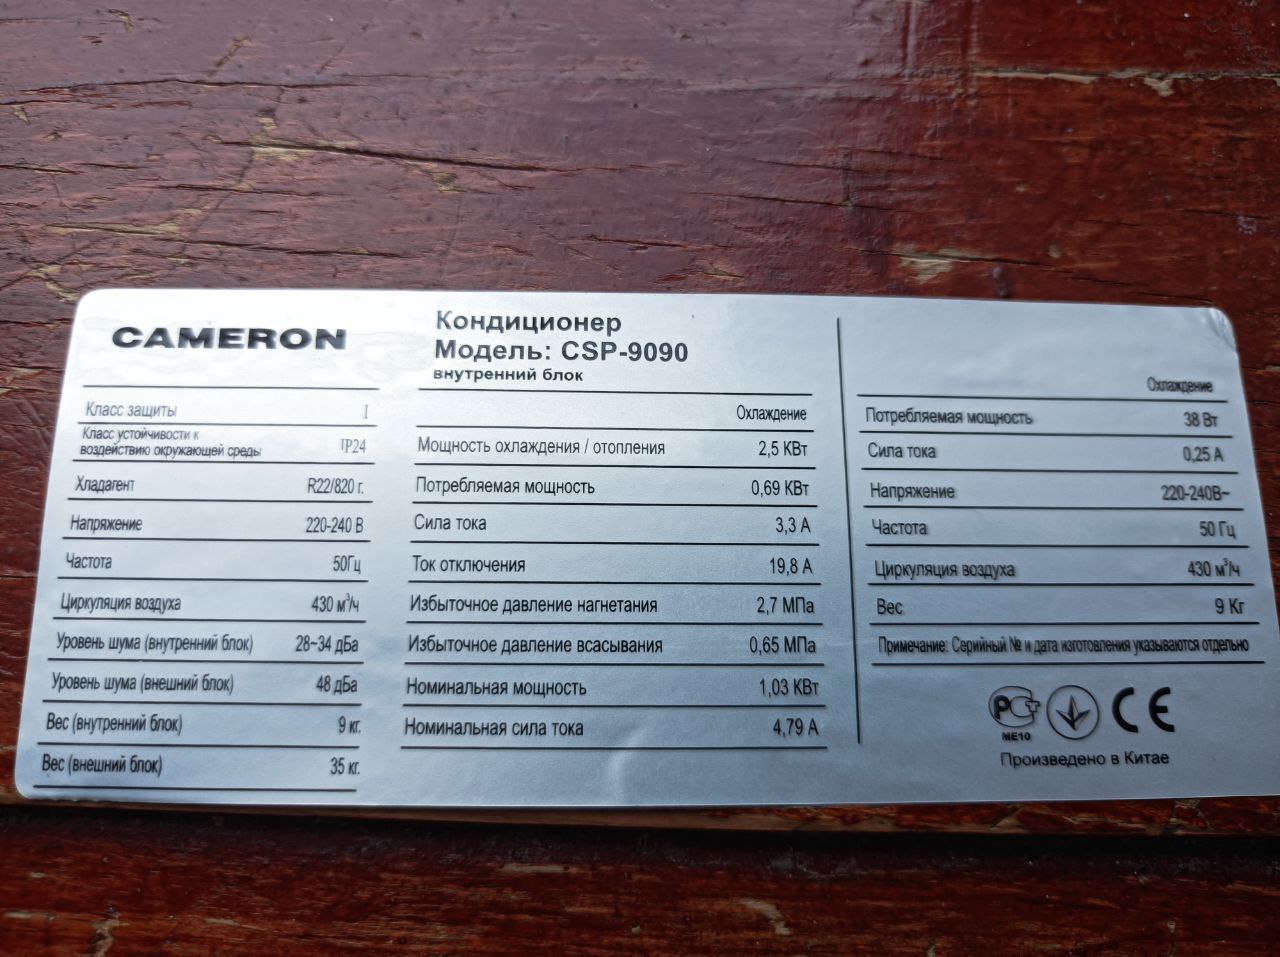 CAMERON
Класс защиты I
Класс устойчивости к
воздействию окружающей среды IP24
Хладагент R22/820 г.
Напряжение 220-240 В
Частота 50Гц
Циркуляция воздуха 430 м³/ч
Уровень шума (внутренний блок) 28~34 дБа
Уровень шума (внешний блок) 48 дБа
Вес (внутренний блок) 9 кг.
Вес (внешний блок) 35 кг.
Кондиционер
Модель: CSP-9090
внутренний блок
Охлаждение
Мощность охлаждения / отопления 2,5 КВт
Потребляемая мощность 0,69 КВт
Сила тока 3,3 А
Ток отключения 19,8 А
Избыточное давление нагнетания 2,7 МПа
Избыточное давление всасывания 0,65 МПа
Номинальная мощность 1,03 КВт
Номинальная сила тока 4,79 А
Охлаждение
Потребляемая мощность 38 Вт
Сила тока 0,25 А
Напряжение 220-240В~
Частота 50 Гц
Циркуляция воздуха 430 м³/ч
Вес 9 Кг
Примечание: Серийный № и дата изготовления указываются отдельно
РСТ CE
ME10
Произведено в Китае